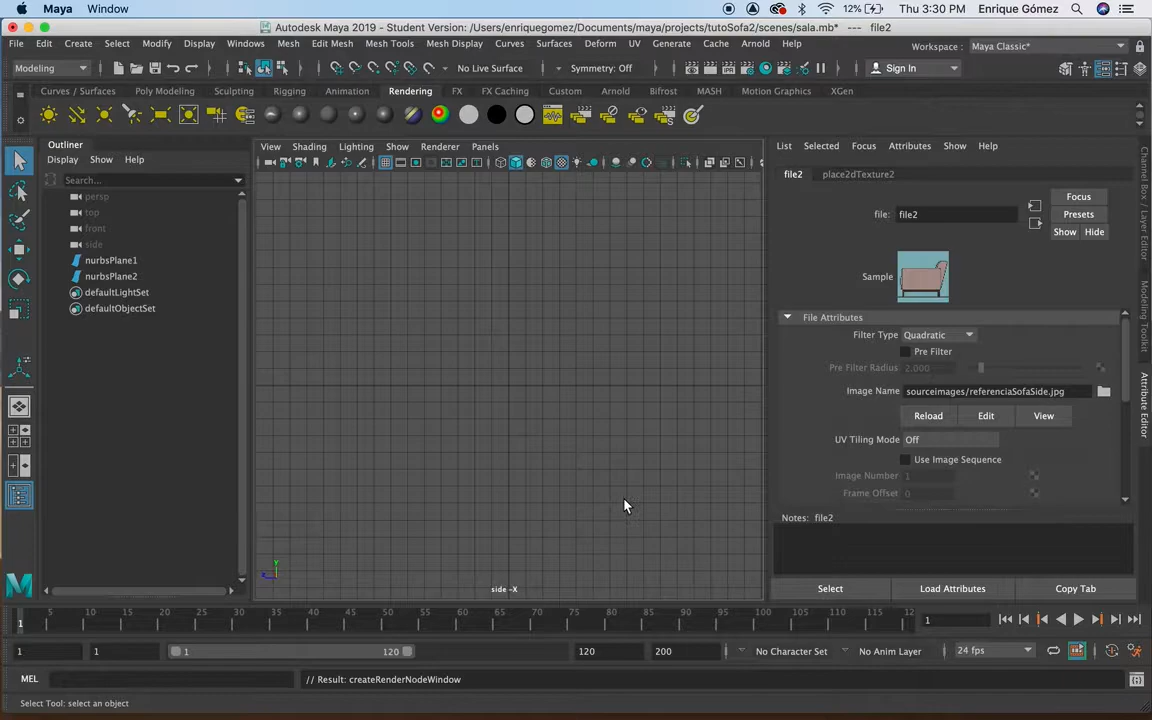 Maya Window 12% Thu 3:30 PM Enrique Gómez
Autodesk Maya 2019 - Student Version: /Users/enriquegomez/Documents/maya/projects/tutoSofa2/scenes/sala.mb* --- file2
File Edit Create Select Modify Display Windows Mesh Edit Mesh Mesh Tools Mesh Display Curves Surfaces Deform UV Generate Cache Arnold Help Workspace : Maya Classic*
Modeling No Live Surface Symmetry: Off Sign In
Curves / Surfaces Poly Modeling Sculpting Rigging Animation Rendering FX FX Caching Custom Arnold Bifrost MASH Motion Graphics XGen
Outliner
Display Show Help
Search...
persp
top
front
side
nurbsPlane1
nurbsPlane2
defaultLightSet
defaultObjectSet
View Shading Lighting Show Renderer Panels
y
z
side -X
List Selected Focus Attributes Show Help
file2 place2dTexture2
file: file2
Focus
Presets
Show Hide
Sample
File Attributes
Filter Type Quadratic
Pre Filter
Pre Filter Radius 2.000
Image Name sourceimages/referenciaSofaSide.jpg
Reload Edit View
UV Tiling Mode Off
Use Image Sequence
Image Number 1
Frame Offset 0
Notes: file2
Select Load Attributes Copy Tab
Channel Box / Layer Editor
Modeling Toolkit
Attribute Editor
5 10 15 20 25 30 35 40 45 50 55 60 65 70 75 80 85 90 95 100 105 110 115 12
1 1
1 1 1 120 120 200 No Character Set No Anim Layer 24 fps
MEL // Result: createRenderNodeWindow
Select Tool: select an object